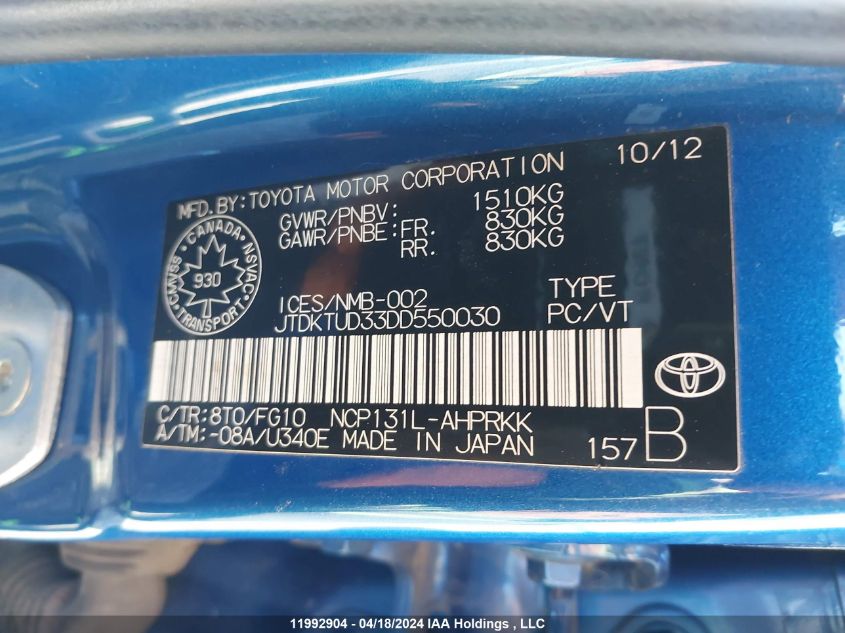 MFD.BY: TOYOTA MOTOR CORPORATION 10/12
GVWR/PNBV: 1510KG
GAWR/PNBE: FR. 830KG
RR. 830KG
CANADA
CMVSS NSVAC
930
TRANSPORT
ICES/NMB-002 TYPE
JTDKTUD33DD550030 PC/VT
C/TR: 8T0/FG10 NCP131L-AHPRKK
A/TM: -08A/U340E MADE IN JAPAN 157 B
11992904 - 04/18/2024 IAA Holdings , LLC